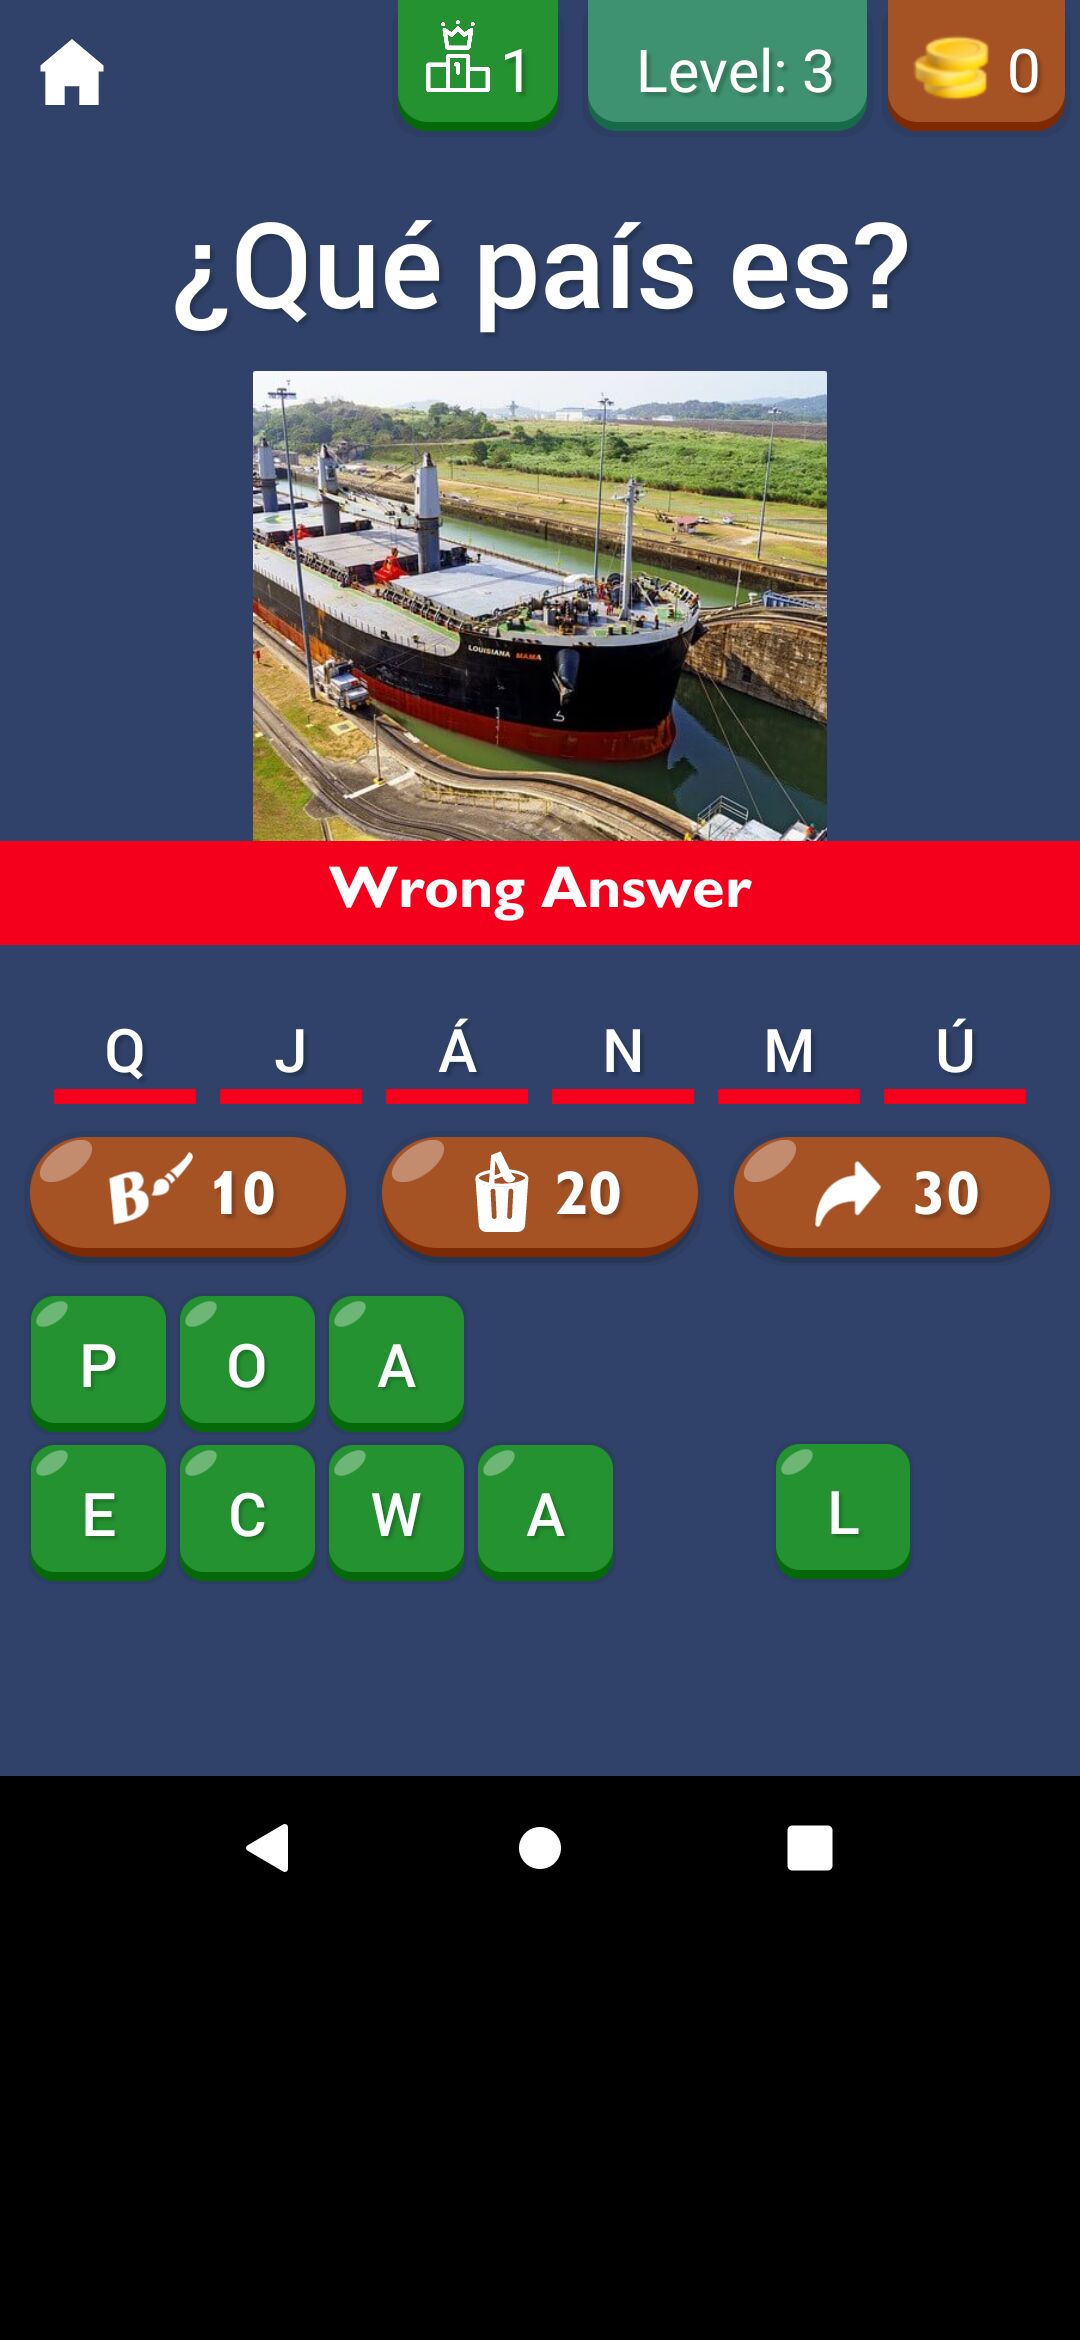 1 Level: 3 0
¿Qué país es?
LOUISIANA MAMA
Wrong Answer
Q J Á N M Ú
B 10 20 30
P O A
E C W A L